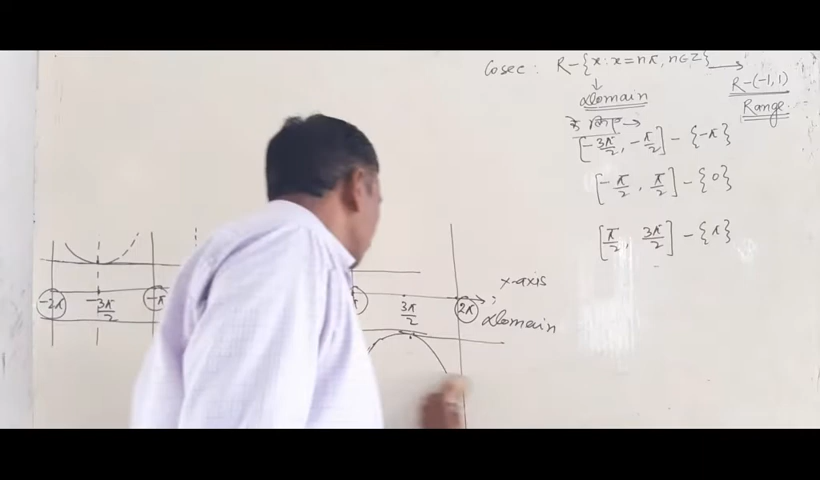 Cosec : R-{x : x = nπ, n∈Z} →
R-(-1, 1)
Range.
↓
Domain
के लिए →
[-3π/2, -π/2] - {-π}
[-π/2, π/2] - {0}
[π/2, 3π/2] - {π}
x-axis
-2π -3π/2 -π π 3π/2 2π
Domain